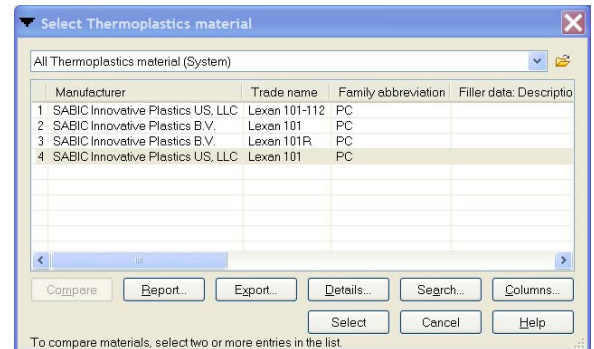 Select Thermoplastics material
All Thermoplastics material (System)
Manufacturer Trade name Family abbreviation Filler data: Descriptio
1 SABIC Innovative Plastics US, LLC Lexan 101-112 PC
2 SABIC Innovative Plastics B.V. Lexan 101 PC
3 SABIC Innovative Plastics B.V. Lexan 101R PC
4 SABIC Innovative Plastics US, LLC Lexan 101 PC
Compare Report... Export... Details... Search... Columns...
Select Cancel Help
To compare materials, select two or more entries in the list.